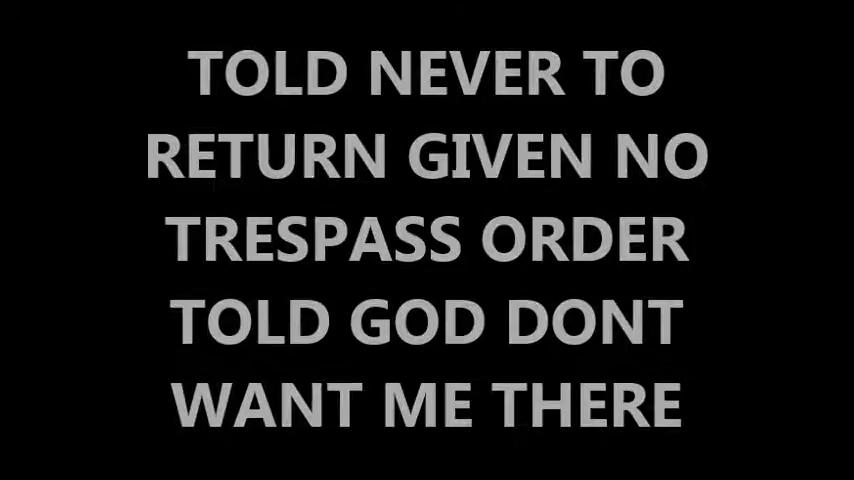 TOLD NEVER TO
RETURN GIVEN NO
TRESPASS ORDER
TOLD GOD DONT
WANT ME THERE